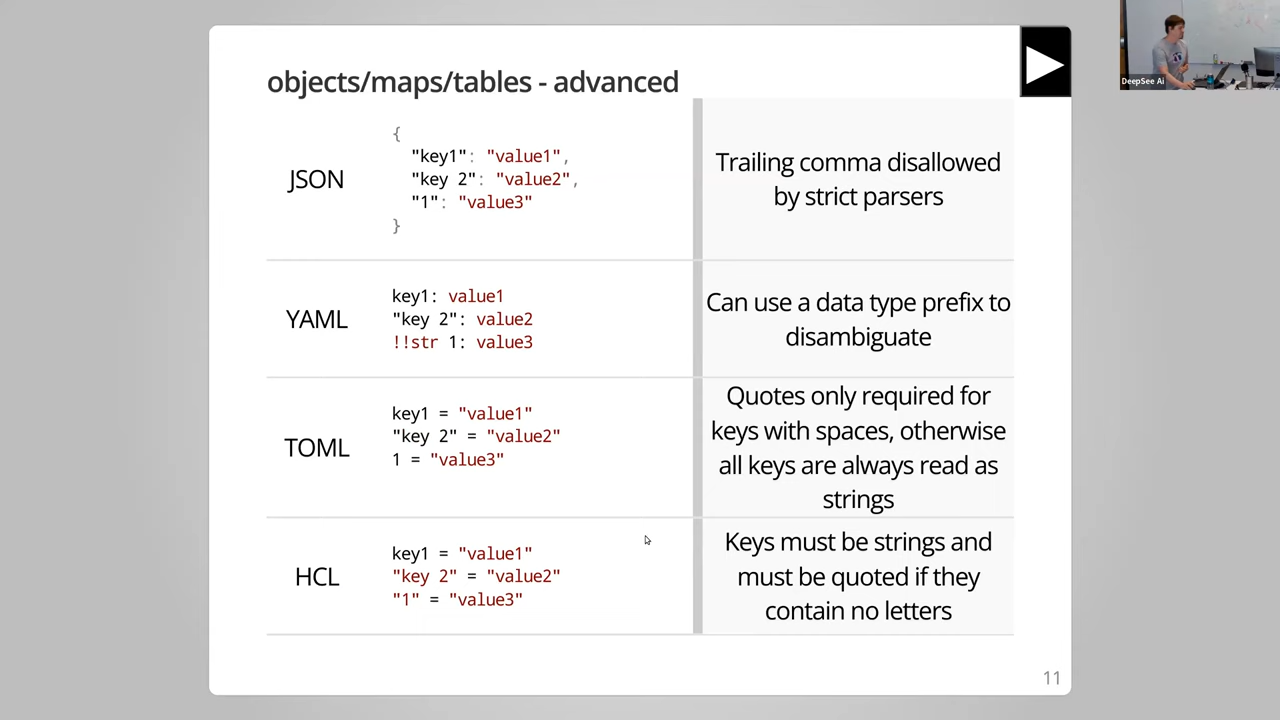 objects/maps/tables - advanced
JSON
{
"key1": "value1",
"key 2": "value2",
"1": "value3"
}
Trailing comma disallowed
by strict parsers
YAML
key1: value1
"key 2": value2
!!str 1: value3
Can use a data type prefix to
disambiguate
TOML
key1 = "value1"
"key 2" = "value2"
1 = "value3"
Quotes only required for
keys with spaces, otherwise
all keys are always read as
strings
HCL
key1 = "value1"
"key 2" = "value2"
"1" = "value3"
Keys must be strings and
must be quoted if they
contain no letters
11
DeepSee Ai